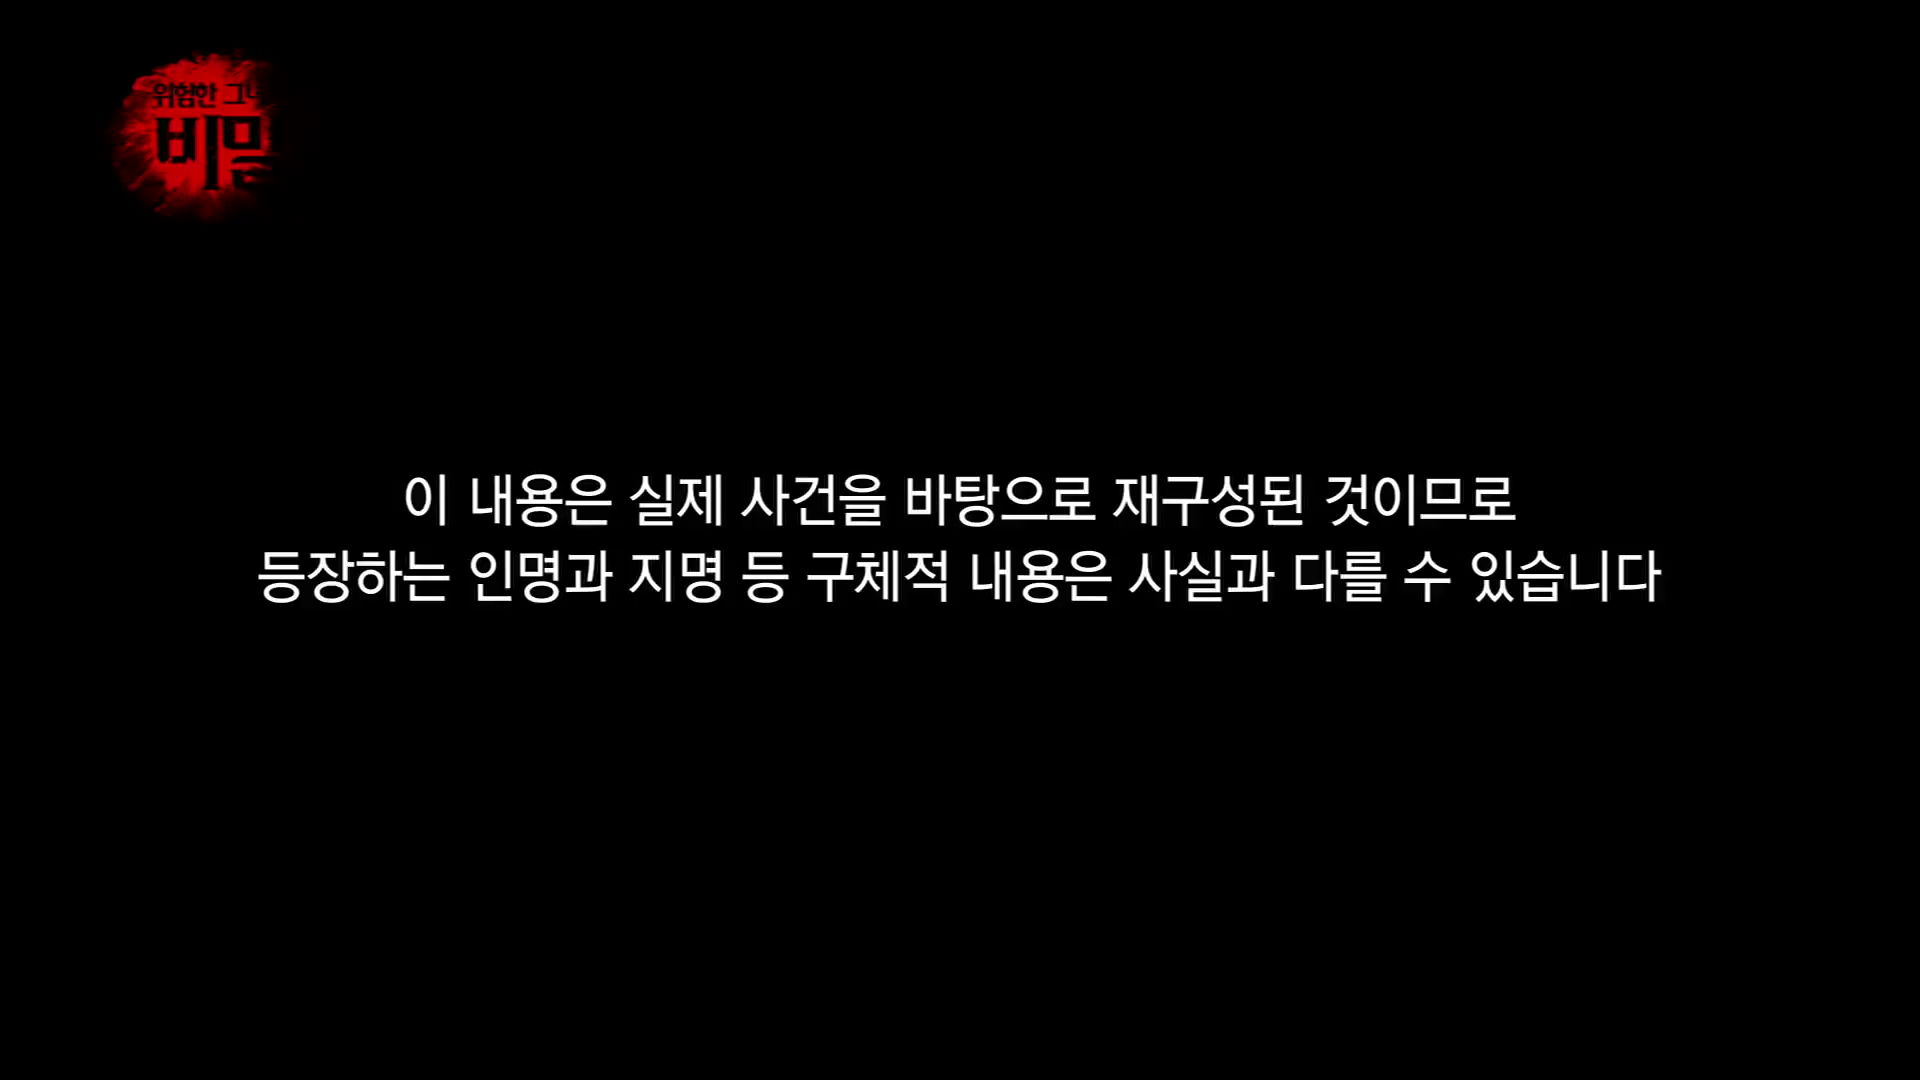 위험한 그녀
비밀
이 내용은 실제 사건을 바탕으로 재구성된 것이므로
등장하는 인명과 지명 등 구체적 내용은 사실과 다를 수 있습니다